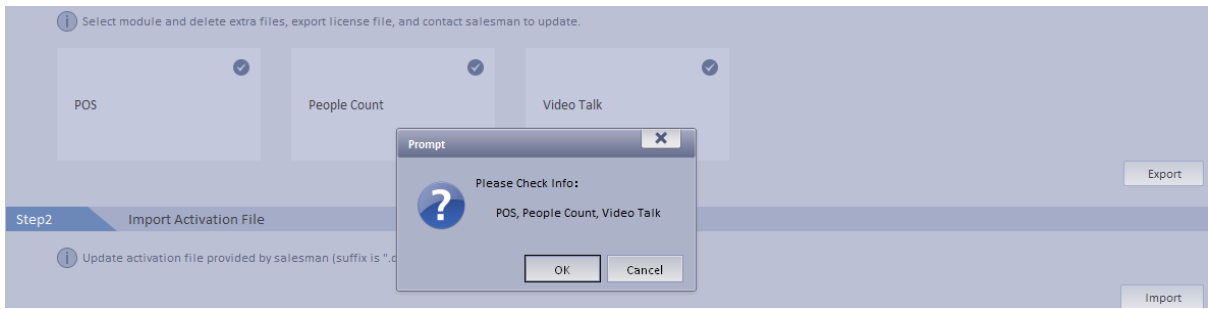 Select module and delete extra files, export license file, and contact salesman to update.
POS
People Count
Video Talk
Prompt
Please Check Info:
POS, People Count, Video Talk
OK
Cancel
Export
Step2
Import Activation File
Update activation file provided by salesman (suffix is ".
Import